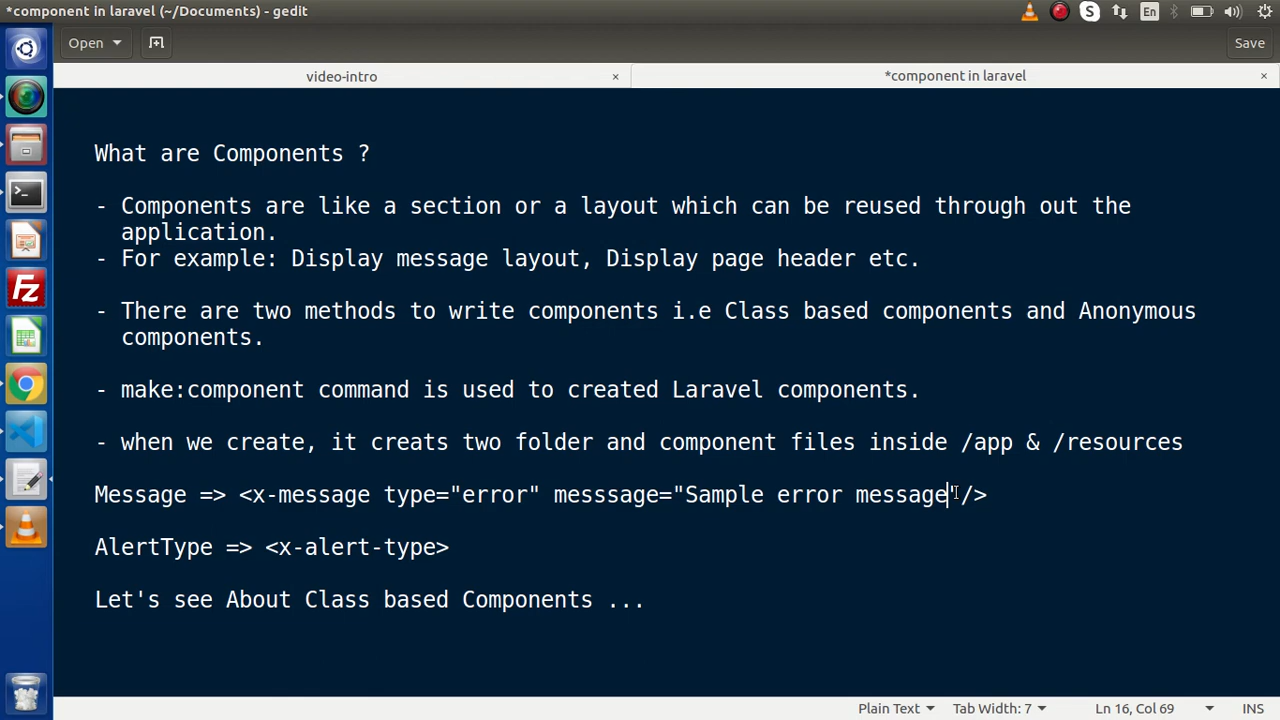 *component in laravel (~/Documents) - gedit
En
Open
Save
video-intro
*component in laravel
What are Components ?
- Components are like a section or a layout which can be reused through out the
application.
- For example: Display message layout, Display page header etc.
- There are two methods to write components i.e Class based components and Anonymous
components.
- make:component command is used to created Laravel components.
- when we create, it creats two folder and component files inside /app & /resources
Message => <x-message type="error" messsage="Sample error message"/>
AlertType => <x-alert-type>
Let's see About Class based Components ...
Plain Text
Tab Width: 7
Ln 16, Col 69
INS